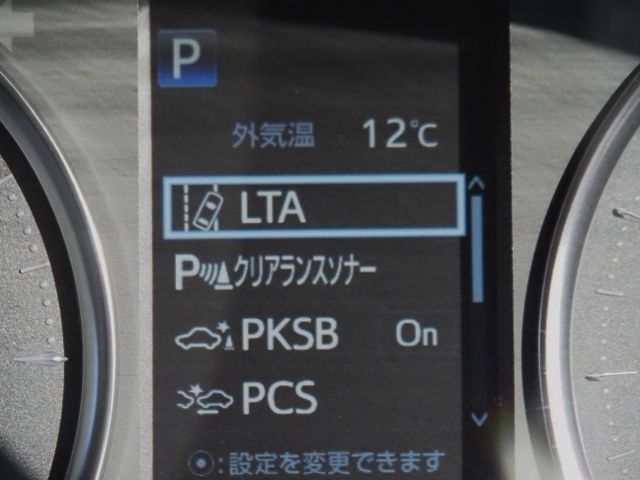 P
外気温 12℃
LTA
Pクリアランスソナー
PKSB On
PCS
⦿:設定を変更できます